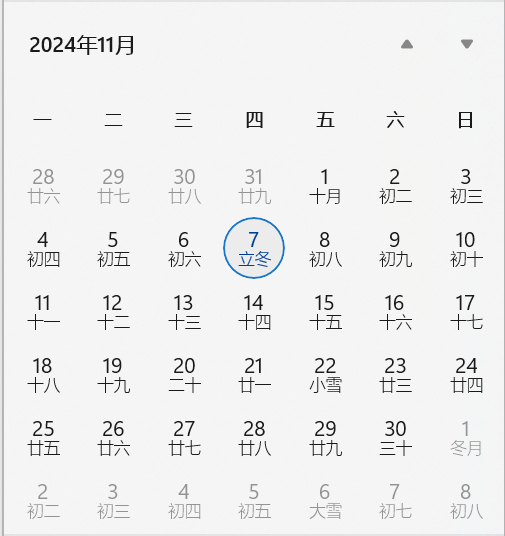 2024年11月
一 二 三 四 五 六 日
28 29 30 31 1 2 3
廿六 廿七 廿八 廿九 十月 初二 初三
4 5 6 7 8 9 10
初四 初五 初六 立冬 初八 初九 初十
11 12 13 14 15 16 17
十一 十二 十三 十四 十五 十六 十七
18 19 20 21 22 23 24
十八 十九 二十 廿一 小雪 廿三 廿四
25 26 27 28 29 30 1
廿五 廿六 廿七 廿八 廿九 三十 冬月
2 3 4 5 6 7 8
初二 初三 初四 初五 大雪 初七 初八